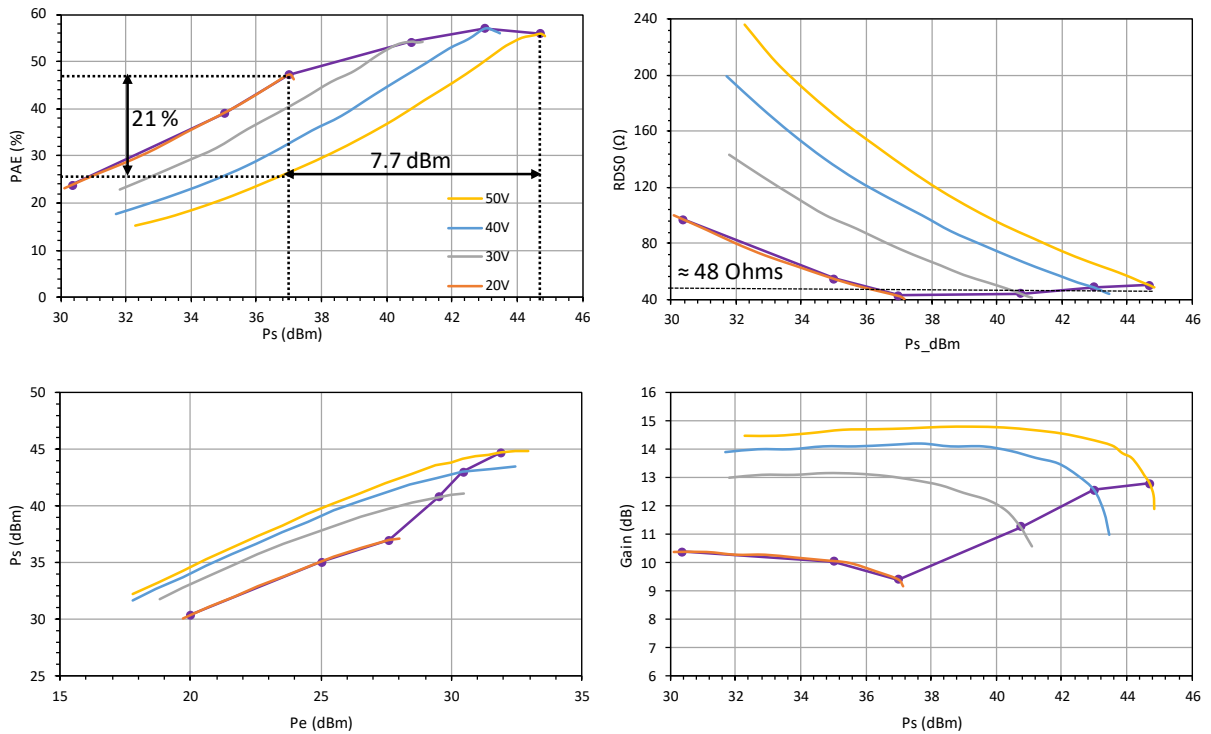 60
50
40
30
20
10
0
PAE (%)
21 %
7.7 dBm
50V
40V
30V
20V
30 32 34 36 38 40 42 44 46
Ps (dBm)
240
200
160
120
80
40
RDS0 (Ω)
≈ 48 Ohms
30 32 34 36 38 40 42 44 46
Ps_dBm
50
45
40
35
30
25
Ps (dBm)
15 20 25 30 35
Pe (dBm)
16
15
14
13
12
11
10
9
8
7
6
Gain (dB)
30 32 34 36 38 40 42 44 46
Ps (dBm)